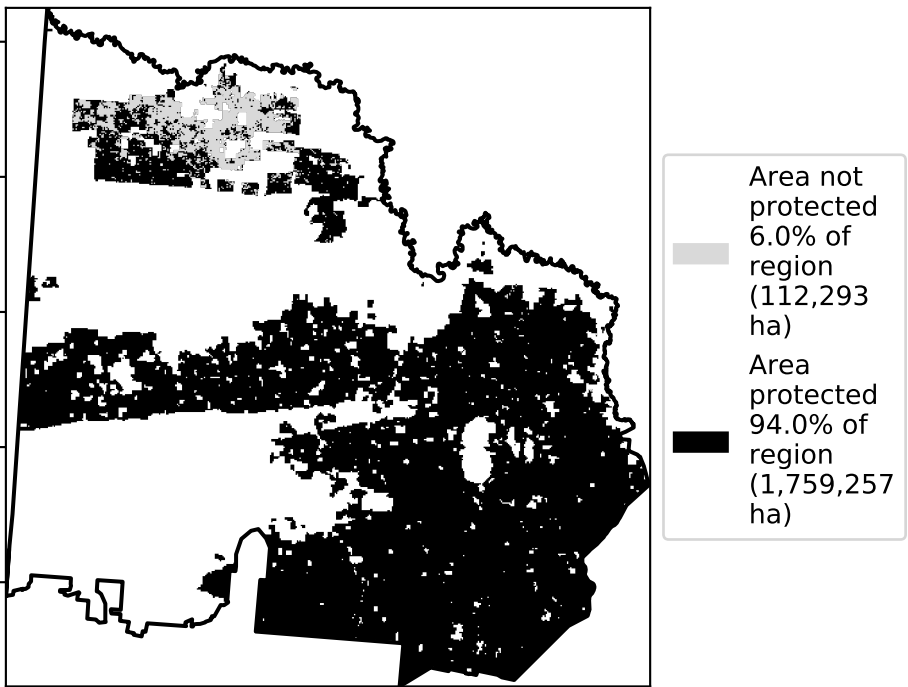 Area not
protected
6.0% of
region
(112,293
ha)
Area
protected
94.0% of
region
(1,759,257
ha)